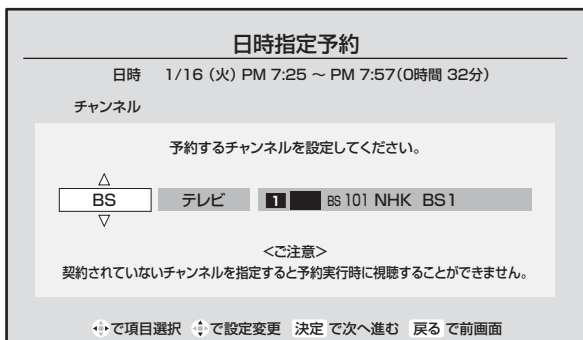 日時指定予約
日時 1/16 (火) PM 7:25 ~ PM 7:57(0時間 32分)
チャンネル
予約するチャンネルを設定してください。
△
BS テレビ 1 BS 101 NHK BS1
▽
<ご注意>
契約されていないチャンネルを指定すると予約実行時に視聴することができません。
で項目選択 で設定変更 決定 で次へ進む 戻る で前画面